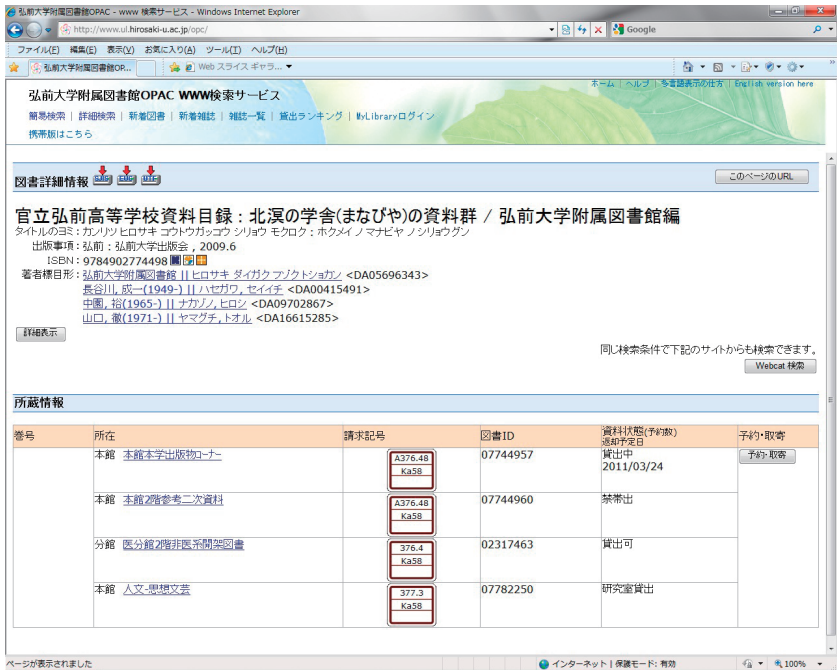 弘前大学附属図書館OPAC - www 検索サービス - Windows Internet Explorer
http://www.ul.hirosaki-u.ac.jp/opc/
Google
ファイル(F) 編集(E) 表示(V) お気に入り(A) ツール(T) ヘルプ(H)
弘前大学附属図書館OP... Web スライス ギャラ...
ホーム | ヘルプ | 多言語表示の仕方 | English version here
弘前大学附属図書館OPAC WWW検索サービス
簡易検索 | 詳細検索 | 新着図書 | 新着雑誌 | 雑誌一覧 | 貸出ランキング | MyLibraryログイン
携帯版はこちら
図書詳細情報 SJIS EUC UTF
このページのURL
官立弘前高等学校資料目録 : 北溟の学舎(まなびや)の資料群 / 弘前大学附属図書館編
タイトルのヨミ : カンリツ ヒロサキ コウトウガッコウ シリョウ モクロク : ホクメイ ノ マナビヤ ノ シリョウグン
出版事項 : 弘前 : 弘前大学出版会 , 2009.6
ISBN : 9784902774498
著者標目形 : 弘前大学附属図書館 || ヒロサキ ダイガク フゾク トショカン <DA05696343>
長谷川, 成一(1949-) || ハセガワ, セイイチ <DA00415491>
中園, 裕(1965-) || ナカゾノ, ヒロシ <DA09702867>
山口, 徹(1971-) || ヤマグチ, トオル <DA16615285>
詳細表示
同じ検索条件で下記のサイトからも検索できます。
Webcat 検索
所蔵情報
巻号 所在 請求記号 図書ID 資料状態(予約数) 返却予定日 予約・取寄
本館 本館本学出版物コーナー A376.48 Ka58 07744957 貸出中 2011/03/24 予約・取寄
本館 本館2階参考二次資料 A376.48 Ka58 07744960 禁帯出
分館 医分館2階非医系開架図書 376.4 Ka58 02317463 貸出可
本館 人文-思想文芸 377.3 Ka58 07782250 研究室貸出
ページが表示されました インターネット | 保護モード: 有効 100%